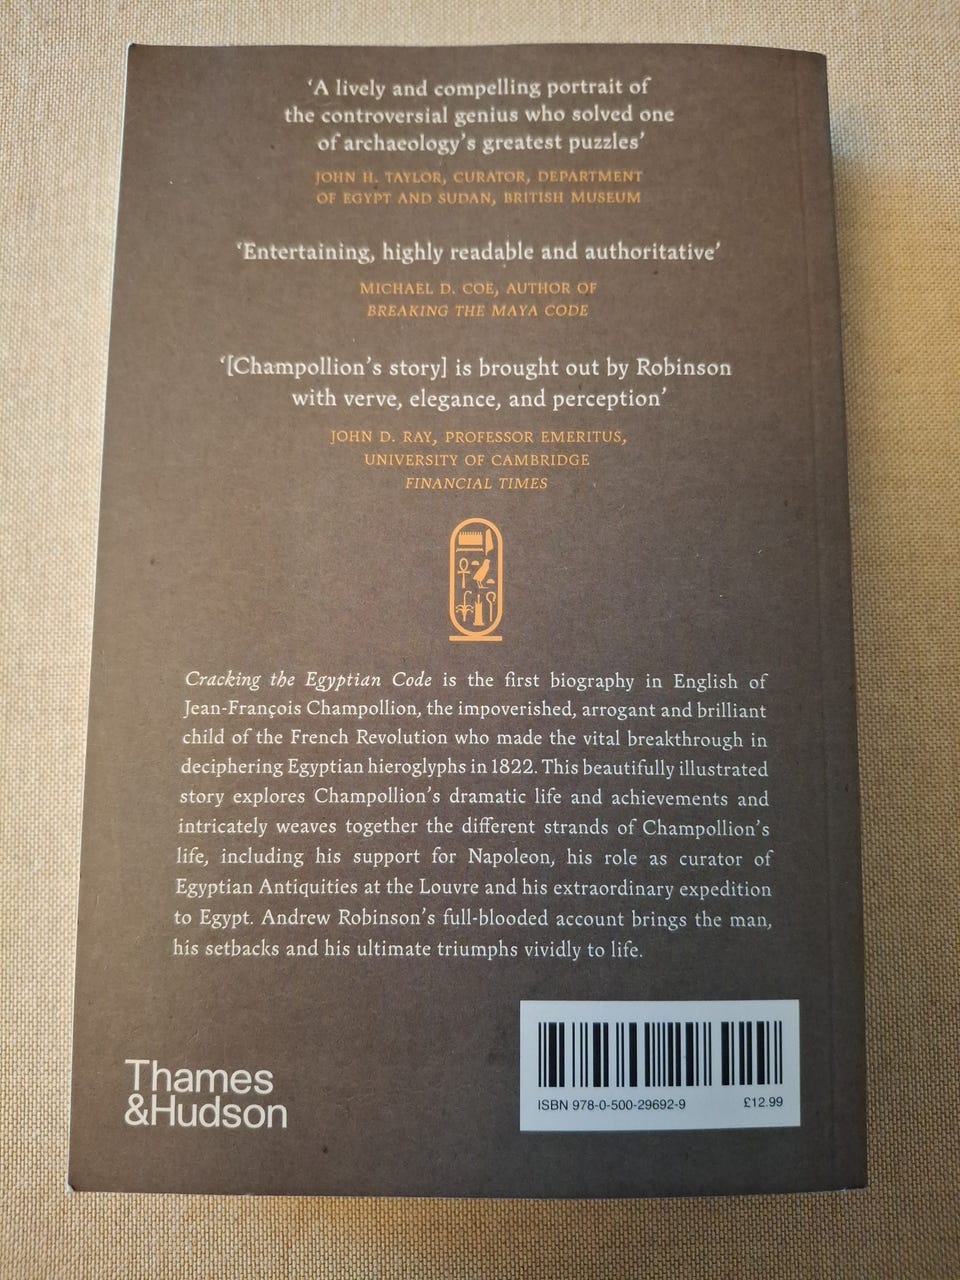 ‘A lively and compelling portrait of
the controversial genius who solved one
of archaeology’s greatest puzzles’
JOHN H. TAYLOR, CURATOR, DEPARTMENT
OF EGYPT AND SUDAN, BRITISH MUSEUM
‘Entertaining, highly readable and authoritative’
MICHAEL D. COE, AUTHOR OF
BREAKING THE MAYA CODE
‘[Champollion’s story] is brought out by Robinson
with verve, elegance, and perception’
JOHN D. RAY, PROFESSOR EMERITUS,
UNIVERSITY OF CAMBRIDGE
FINANCIAL TIMES
Cracking the Egyptian Code is the first biography in English of
Jean-François Champollion, the impoverished, arrogant and brilliant
child of the French Revolution who made the vital breakthrough in
deciphering Egyptian hieroglyphs in 1822. This beautifully illustrated
story explores Champollion’s dramatic life and achievements and
intricately weaves together the different strands of Champollion’s
life, including his support for Napoleon, his role as curator of
Egyptian Antiquities at the Louvre and his extraordinary expedition
to Egypt. Andrew Robinson’s full-blooded account brings the man,
his setbacks and his ultimate triumphs vividly to life.
Thames
&Hudson
ISBN 978-0-500-29692-9 £12.99